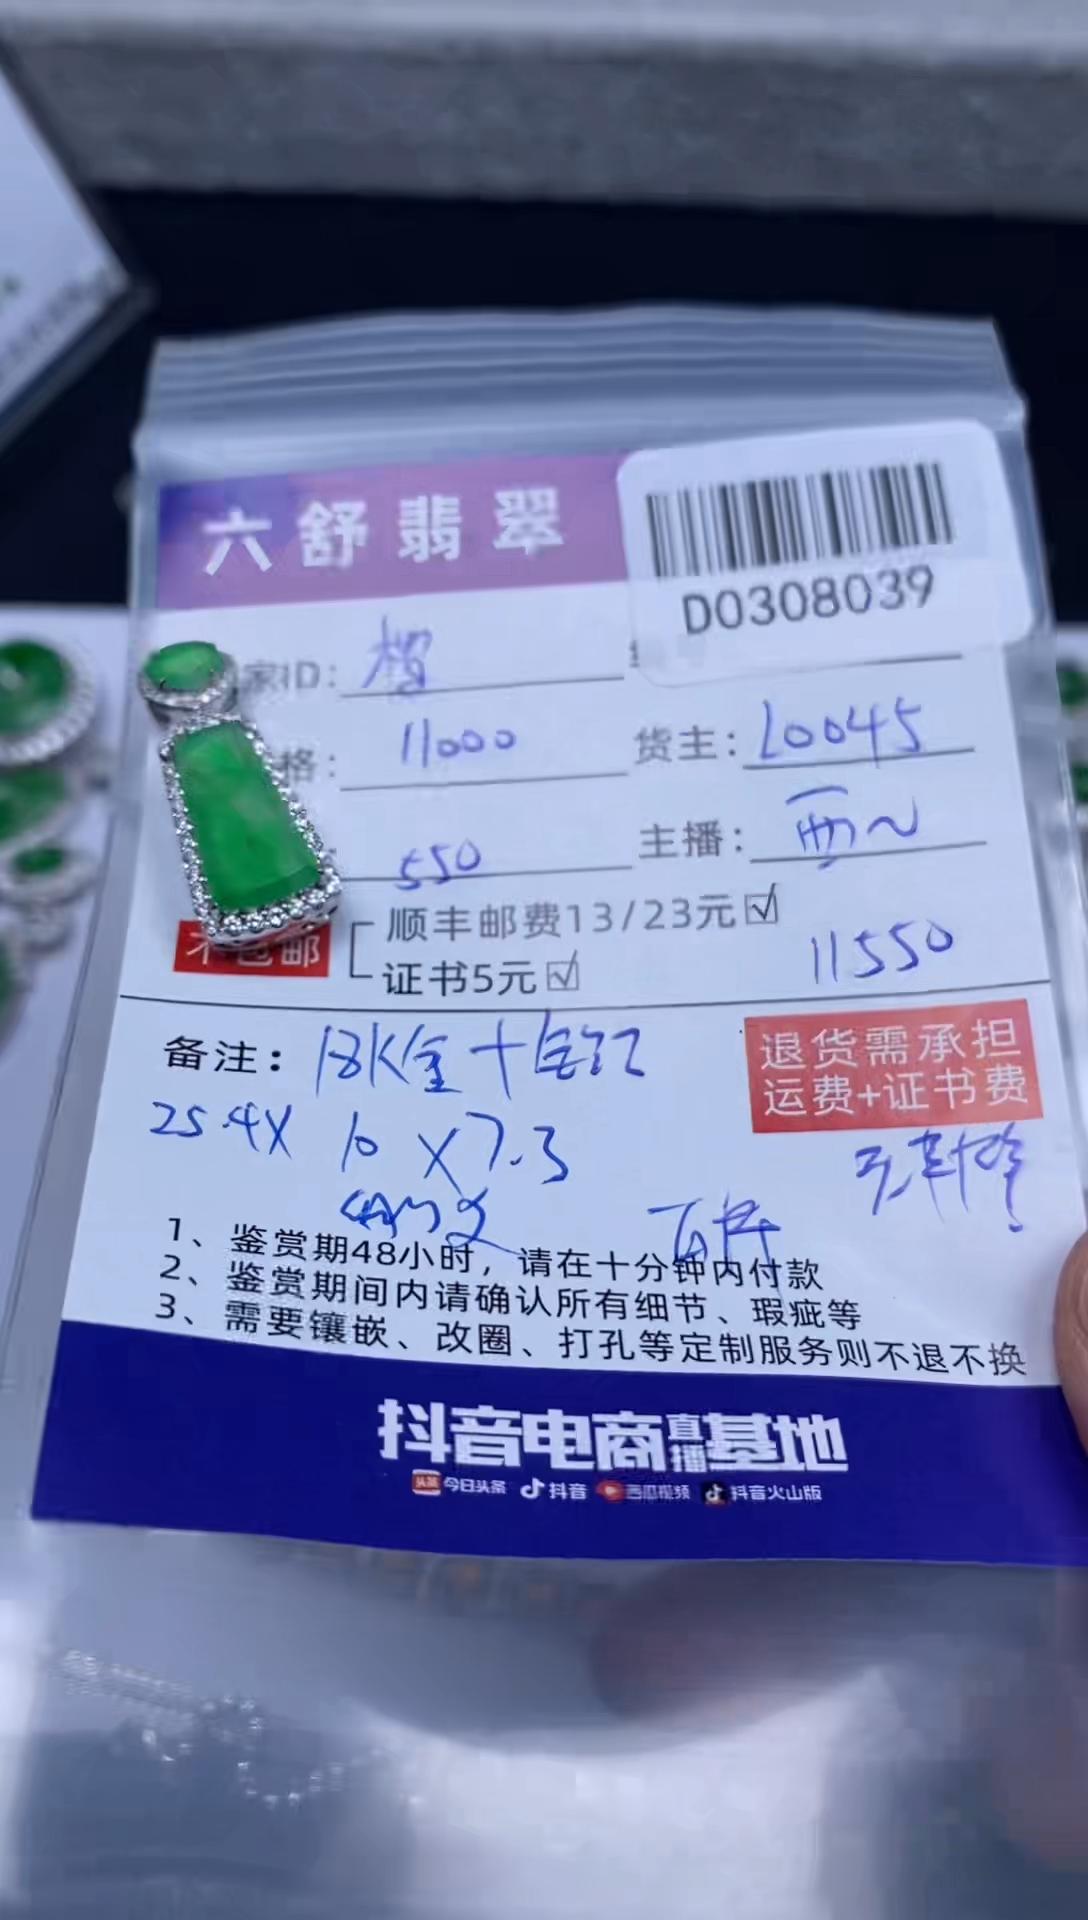 六舒翡翠
D0308039
家ID:
格: 11000 货主: L0045
550 主播:
顺丰邮费13/23元☑
不包邮
证书5元☑
11550
备注: 18K金+钻石
25.4X 10 X7.3
退货需承担
运费+证书费
1、鉴赏期48小时,请在十分钟内付款
2、鉴赏期间内请确认所有细节、瑕疵等
3、需要镶嵌、改圈、打孔等定制服务则不退不换
抖音电商直播基地
头条 今日头条 抖音 西瓜视频 抖音火山版